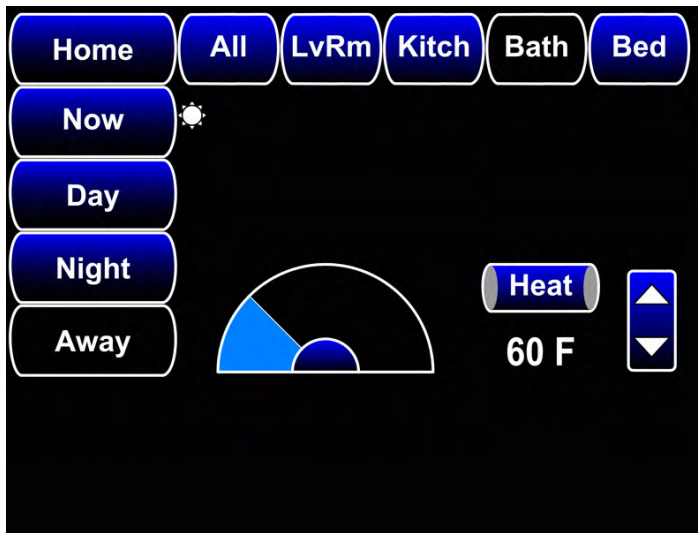 Home All LvRm Kitch Bath Bed
Now
Day
Night
Heat
Away
60 F